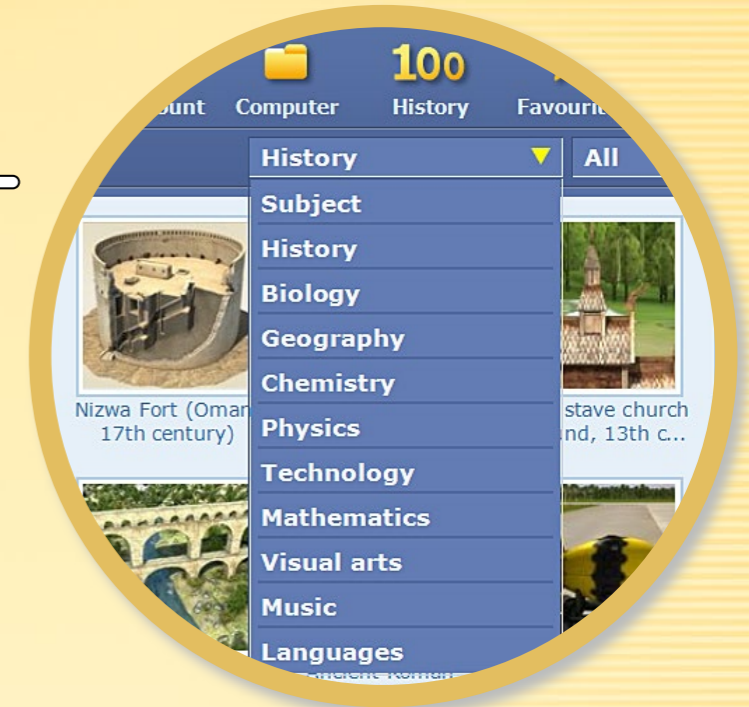 Computer History
100
History All
Subject
History
Biology
Geography
Chemistry
Physics
Technology
Mathematics
Visual arts
Music
Languages
Nizwa Fort (Oman
17th century)
stave church
13th c...